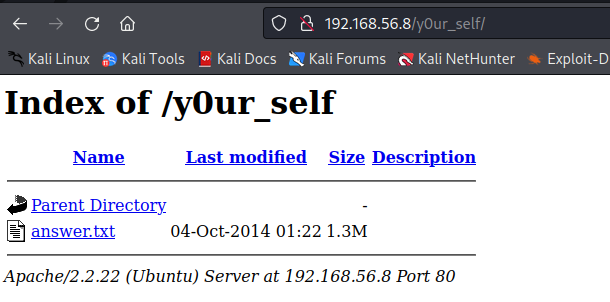 192.168.56.8/y0ur_self/
Kali Linux Kali Tools Kali Docs Kali Forums Kali NetHunter Exploit-D
Index of /y0ur_self
Name Last modified Size Description
Parent Directory -
answer.txt 04-Oct-2014 01:22 1.3M
Apache/2.2.22 (Ubuntu) Server at 192.168.56.8 Port 80